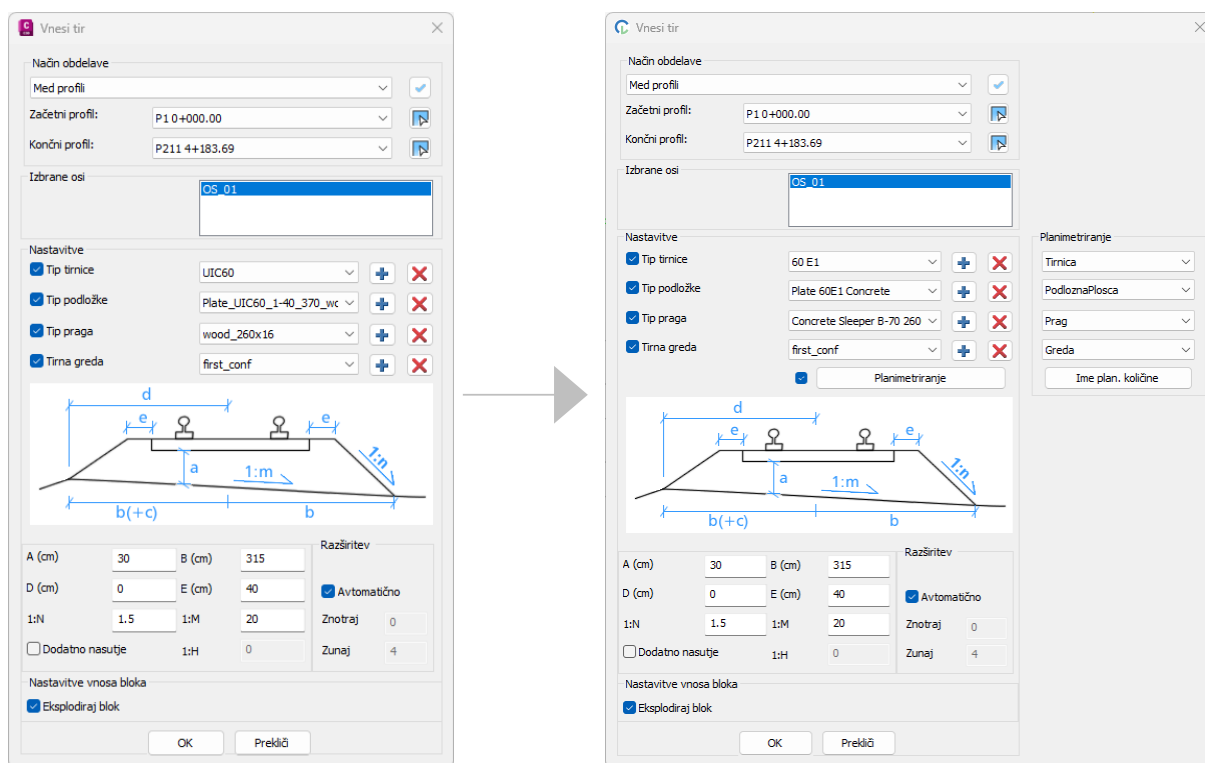 Vnesi tir
Način obdelave
Med profili
Začetni profil:
P1 0+000.00
Končni profil:
P211 4+183.69
Izbrane osi
OS_01
Nastavitve
Tip tirnice
UIC60
Tip podložke
Plate_UIC60_1-40_370_wc
Tip praga
wood_260x16
Tirna greda
first_conf
d
e
e
a
1:m
1:n
b(+c)
b
A (cm)
30
B (cm)
315
D (cm)
0
E (cm)
40
1:N
1.5
1:M
20
Dodatno nasutje
1:H
0
Razširitev
Avtomatično
Znotraj
0
Zunaj
4
Nastavitve vnosa bloka
Eksplodiraj blok
OK
Prekliči
Vnesi tir
Način obdelave
Med profili
Začetni profil:
P1 0+000.00
Končni profil:
P211 4+183.69
Izbrane osi
OS_01
Nastavitve
Tip tirnice
60 E1
Tip podložke
Plate 60E1 Concrete
Tip praga
Concrete Sleeper B-70 260
Tirna greda
first_conf
Planimetriranje
Planimetriranje
Tirnica
PodloznaPlosca
Prag
Greda
Ime plan. količine
d
e
e
a
1:m
1:n
b(+c)
b
A (cm)
30
B (cm)
315
D (cm)
0
E (cm)
40
1:N
1.5
1:M
20
Dodatno nasutje
1:H
0
Razširitev
Avtomatično
Znotraj
0
Zunaj
4
Nastavitve vnosa bloka
Eksplodiraj blok
OK
Prekliči